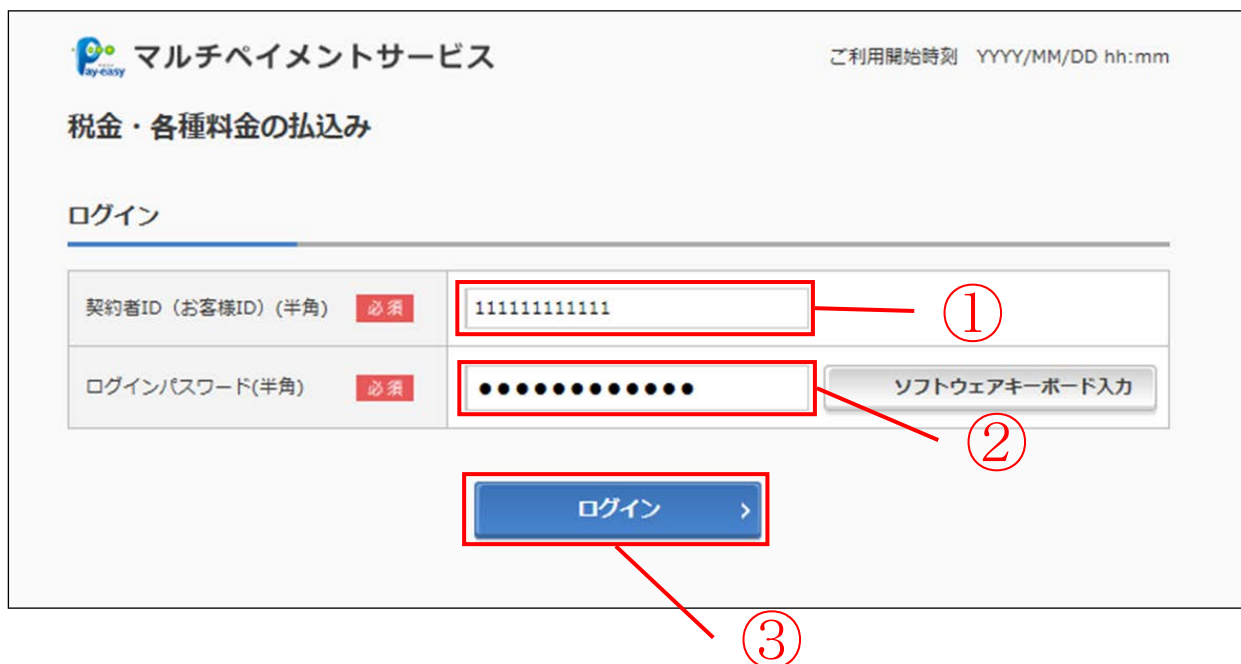 Pay-easy マルチペイメントサービス ご利用開始時刻 YYYY/MM/DD hh:mm
税金・各種料金の払込み
ログイン
契約者ID（お客様ID）(半角) 必須 111111111111 ①
ログインパスワード(半角) 必須 ●●●●●●●●●●●● ソフトウェアキーボード入力
②
ログイン >
③